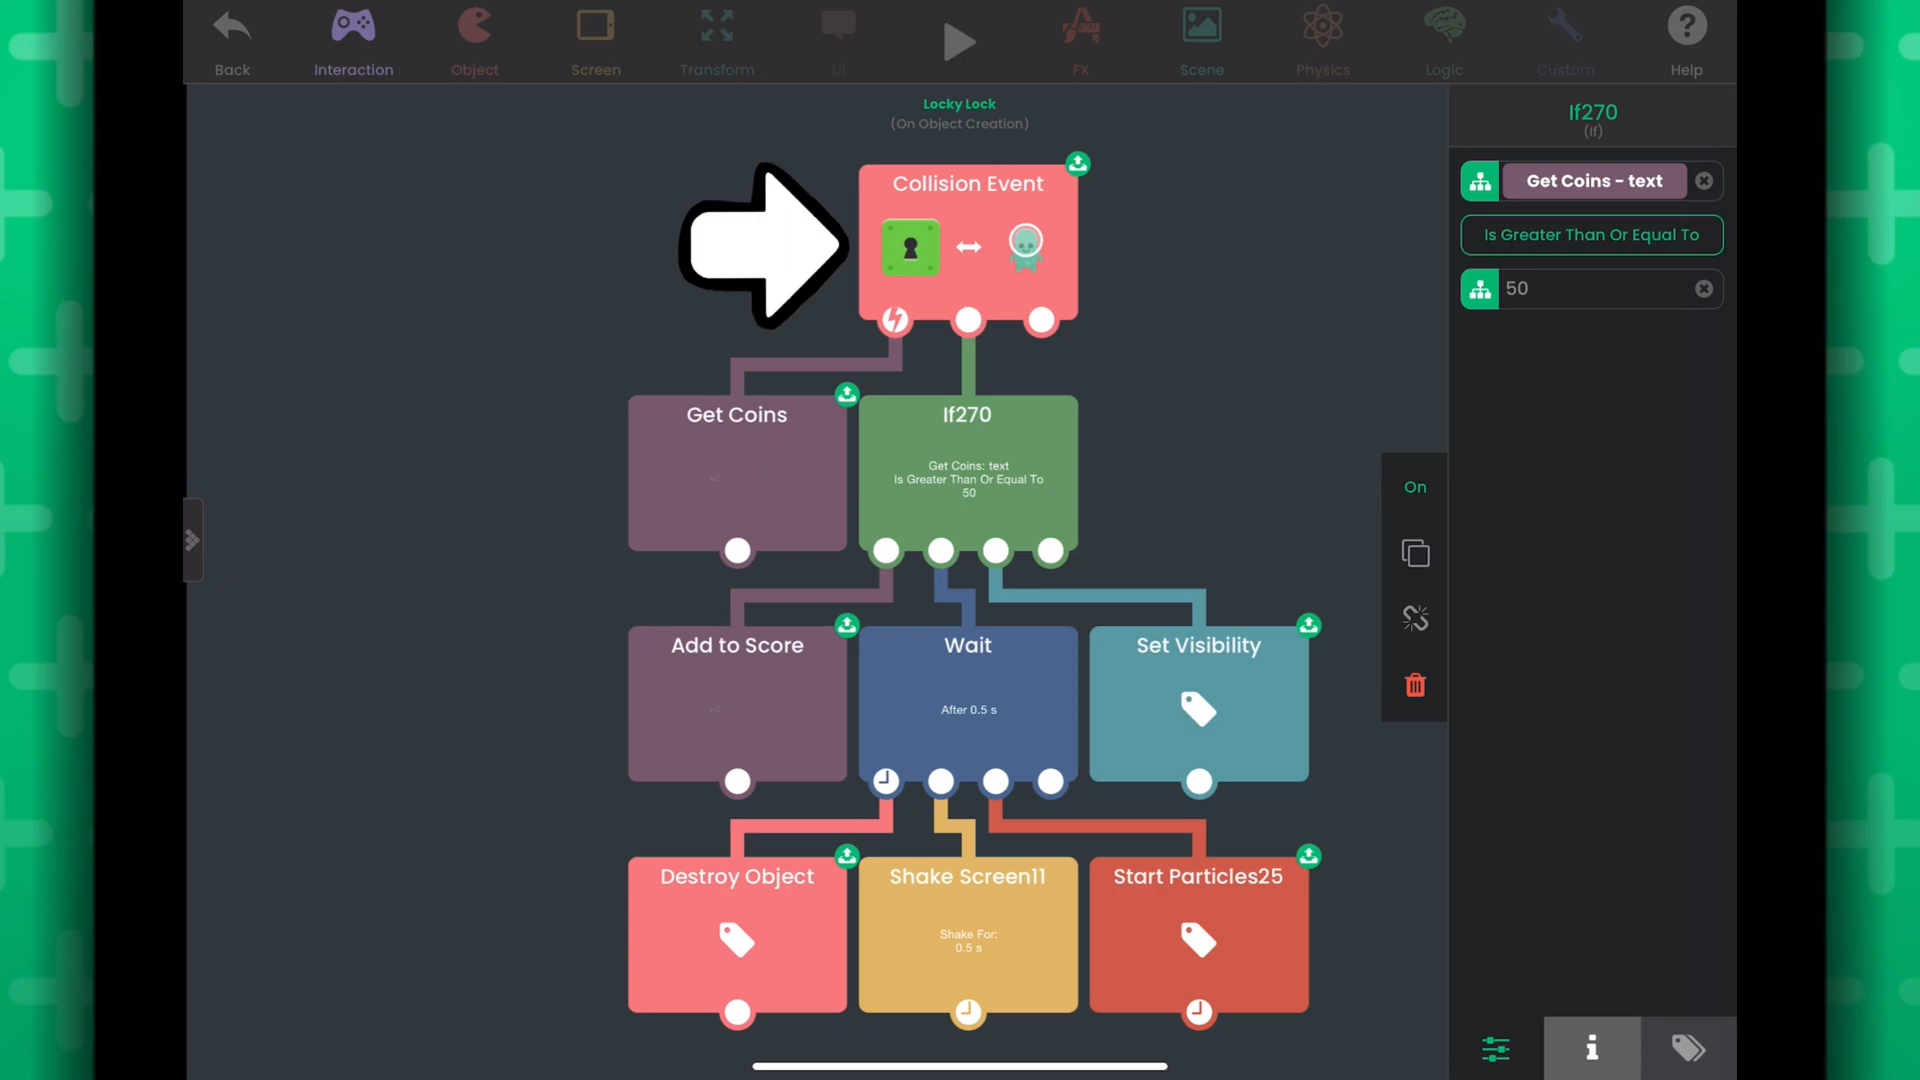 Back
Interaction
Object
Screen
Transform
UI
FX
Scene
Physics
Logic
Custom
Help
Locky Lock
(On Object Creation)
If270
(If)
Get Coins - text
Is Greater Than Or Equal To
50
Collision Event
Get Coins
x0
If270
Get Coins: text
Is Greater Than Or Equal To
50
On
Add to Score
x0
Wait
After 0.5 s
Set Visibility
Destroy Object
Shake Screen11
Shake For:
0.5 s
Start Particles25